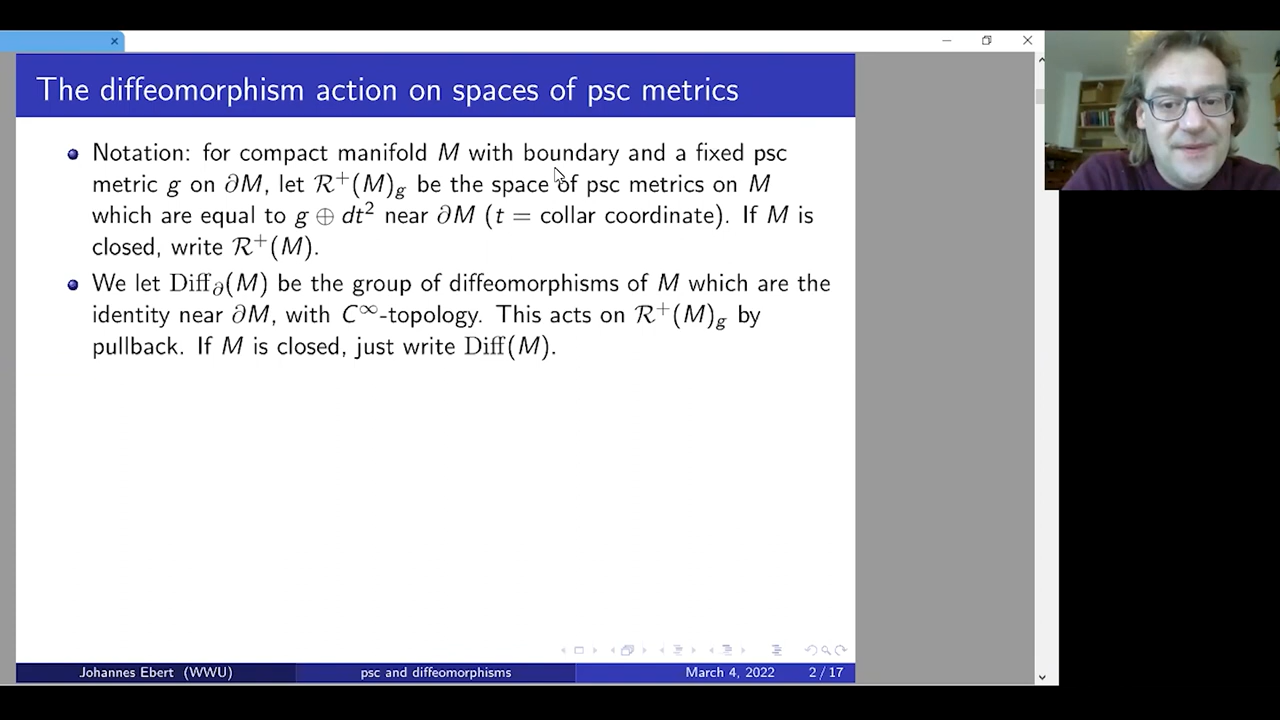 The diffeomorphism action on spaces of psc metrics
Notation: for compact manifold M with boundary and a fixed psc
metric g on ∂M, let R⁺(M)_g be the space of psc metrics on M
which are equal to g ⊕ dt² near ∂M (t = collar coordinate). If M is
closed, write R⁺(M).
We let Diff_∂(M) be the group of diffeomorphisms of M which are the
identity near ∂M, with C^∞-topology. This acts on R⁺(M)_g by
pullback. If M is closed, just write Diff(M).
Johannes Ebert (WWU) psc and diffeomorphisms March 4, 2022 2 / 17